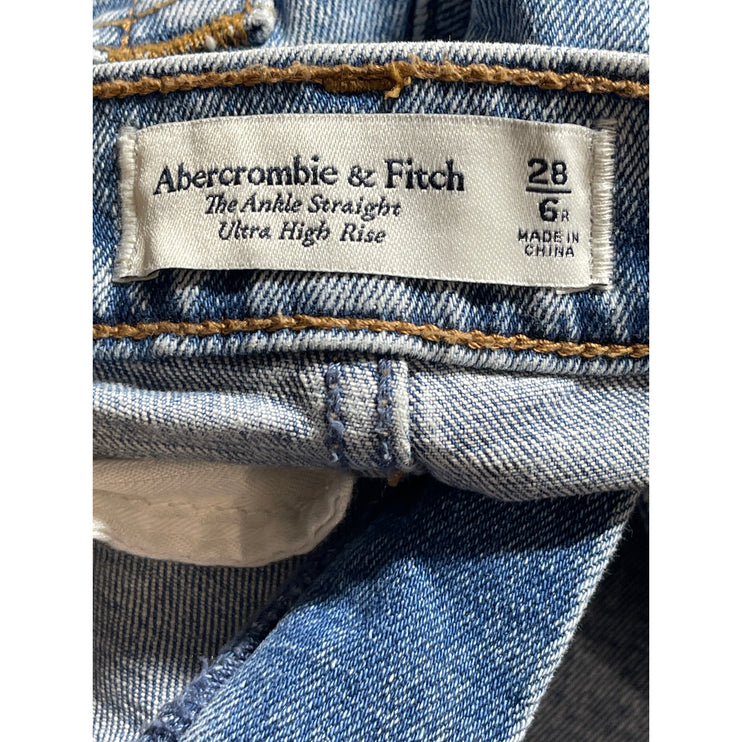 Abercrombie & Fitch
The Ankle Straight
Ultra High Rise
28
6R
MADE IN
CHINA